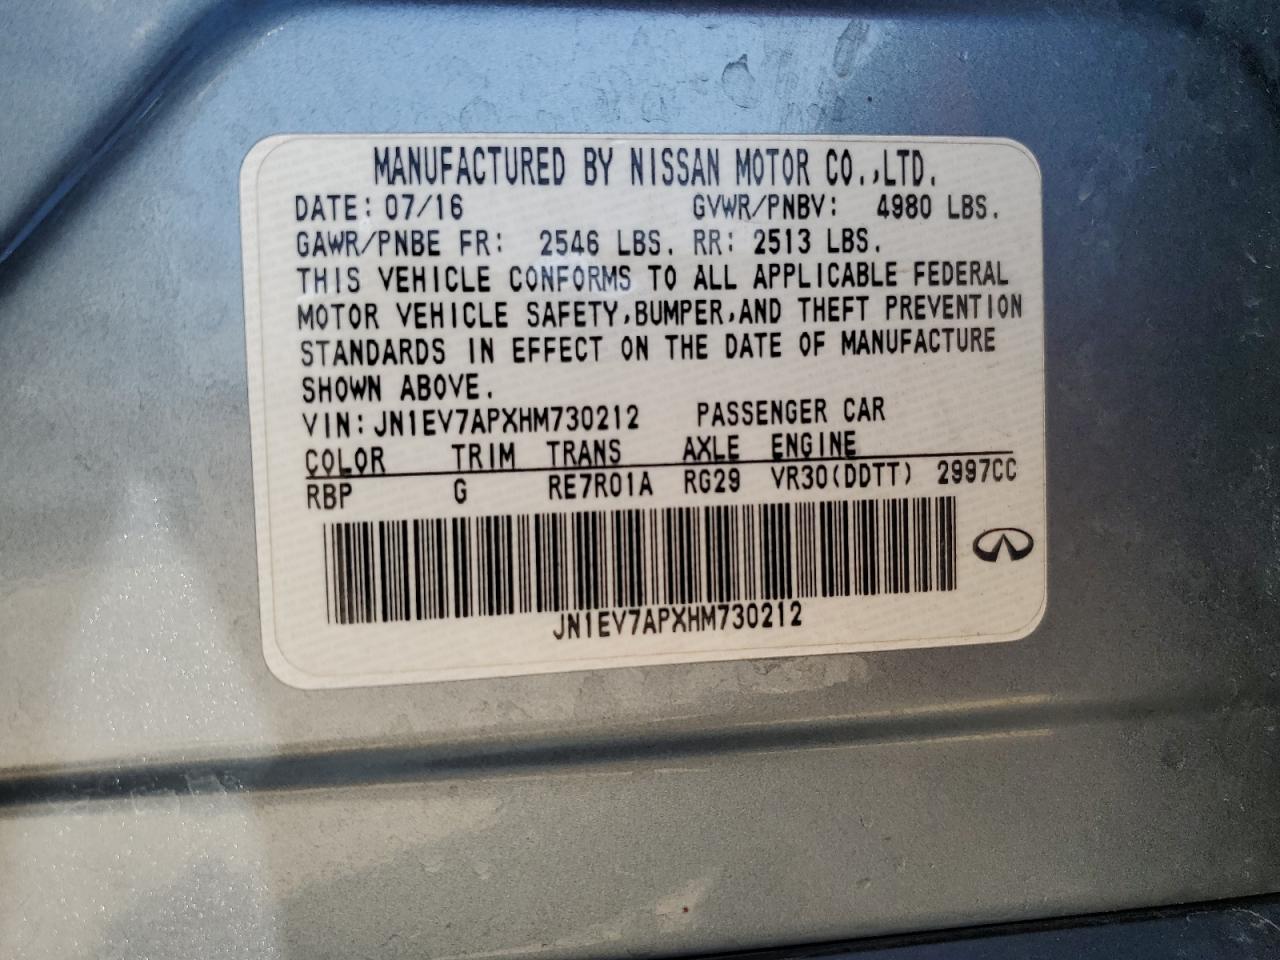 MANUFACTURED BY NISSAN MOTOR CO.,LTD.
DATE: 07/16 GVWR/PNBV: 4980 LBS.
GAWR/PNBE FR: 2546 LBS. RR: 2513 LBS.
THIS VEHICLE CONFORMS TO ALL APPLICABLE FEDERAL
MOTOR VEHICLE SAFETY,BUMPER,AND THEFT PREVENTION
STANDARDS IN EFFECT ON THE DATE OF MANUFACTURE
SHOWN ABOVE.
VIN:JN1EV7APXHM730212 PASSENGER CAR
COLOR TRIM TRANS AXLE ENGINE
RBP G RE7R01A RG29 VR30(DDTT) 2997CC
JN1EV7APXHM730212